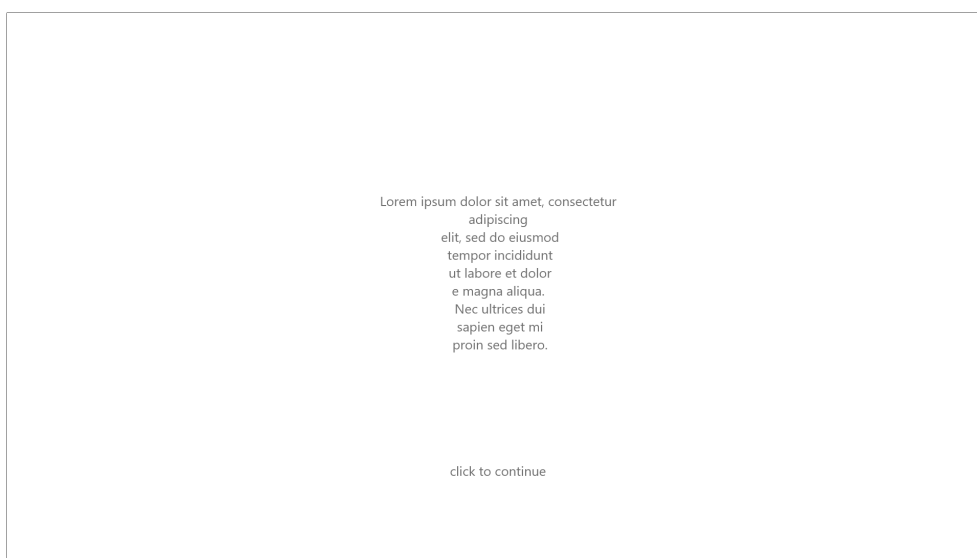 Lorem ipsum dolor sit amet, consectetur
adipiscing
elit, sed do eiusmod
tempor incididunt
ut labore et dolor
e magna aliqua.
Nec ultrices dui
sapien eget mi
proin sed libero.
click to continue